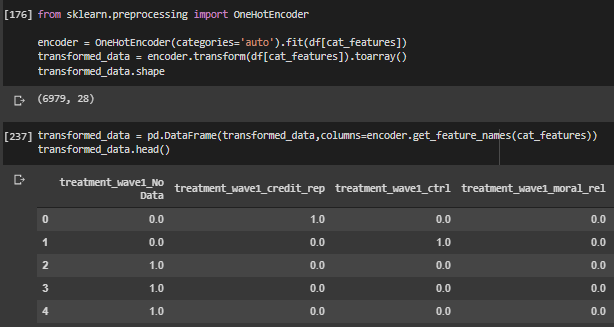 [176] from sklearn.preprocessing import OneHotEncoder
encoder = OneHotEncoder(categories='auto').fit(df[cat_features])
transformed_data = encoder.transform(df[cat_features]).toarray()
transformed_data.shape
(6979, 28)
[237] transformed_data = pd.DataFrame(transformed_data,columns=encoder.get_feature_names(cat_features))
transformed_data.head()
treatment_wave1_No Data treatment_wave1_credit_rep treatment_wave1_ctrl treatment_wave1_moral_rel
0 0.0 1.0 0.0 0.0
1 0.0 0.0 1.0 0.0
2 1.0 0.0 0.0 0.0
3 1.0 0.0 0.0 0.0
4 1.0 0.0 0.0 0.0